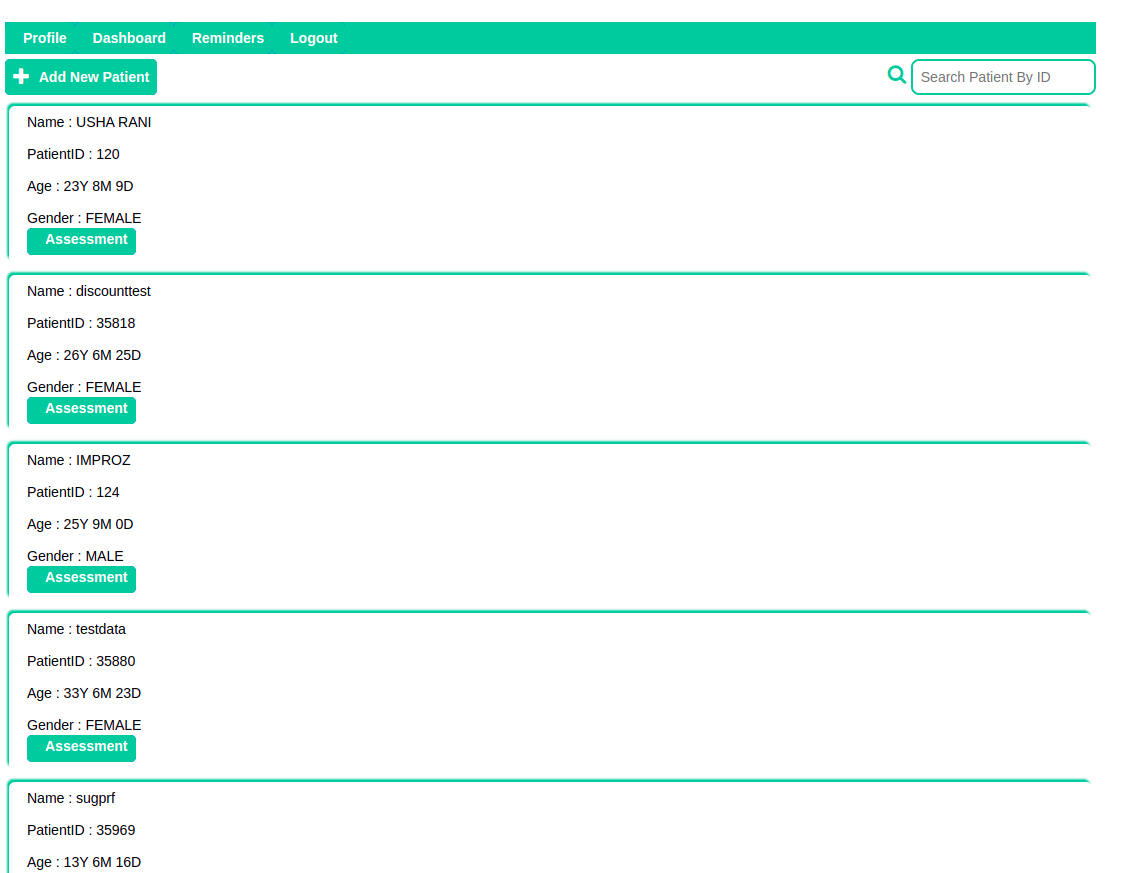 Profile Dashboard Reminders Logout
Add New Patient Search Patient By ID
Name : USHA RANI
PatientID : 120
Age : 23Y 8M 9D
Gender : FEMALE
Assessment
Name : discounttest
PatientID : 35818
Age : 26Y 6M 25D
Gender : FEMALE
Assessment
Name : IMPROZ
PatientID : 124
Age : 25Y 9M 0D
Gender : MALE
Assessment
Name : testdata
PatientID : 35880
Age : 33Y 6M 23D
Gender : FEMALE
Assessment
Name : sugprf
PatientID : 35969
Age : 13Y 6M 16D